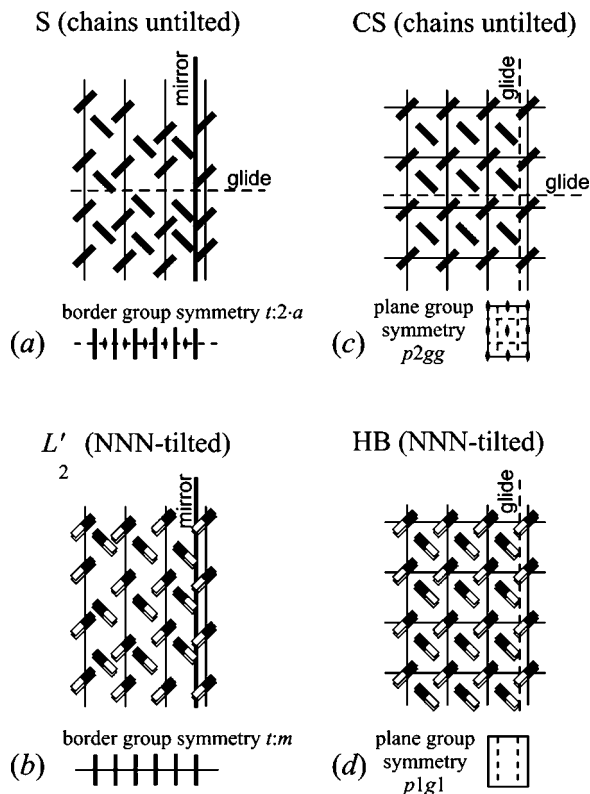 S (chains untilted)
mirror
glide
border group symmetry t:2·a
(a)
CS (chains untilted)
glide
glide
plane group
symmetry
p2gg
(c)
L′
2
(NNN-tilted)
mirror
border group symmetry t:m
(b)
HB (NNN-tilted)
glide
plane group
symmetry
p1g1
(d)